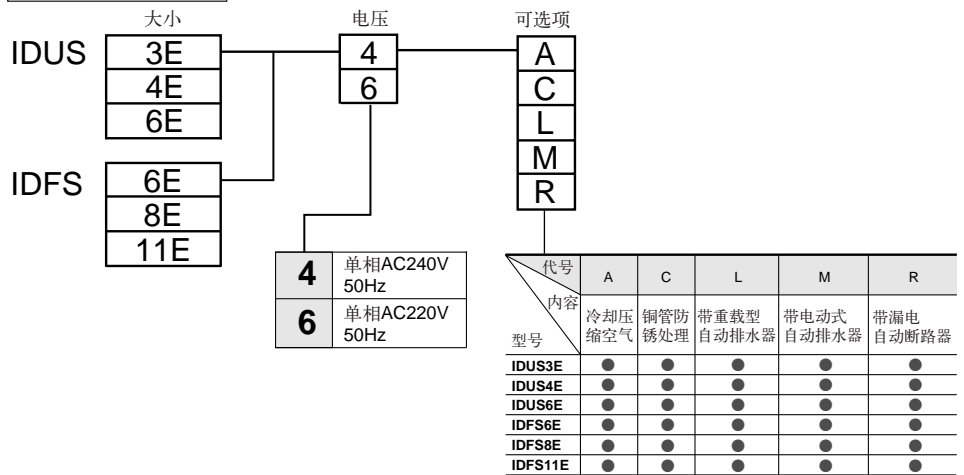 大小
电压
可选项
IDUS
3E
4E
6E
4
6
A
C
L
M
R
IDFS
6E
8E
11E
4 单相AC240V
50Hz
6 单相AC220V
50Hz
代号
内容
型号
A C L M R
冷却压 铜管防 带重载型 带电动式 带漏电
缩空气 锈处理 自动排水器 自动排水器 自动断路器
IDUS3E ● ● ● ● ●
IDUS4E ● ● ● ● ●
IDUS6E ● ● ● ● ●
IDFS6E ● ● ● ● ●
IDFS8E ● ● ● ● ●
IDFS11E ● ● ● ● ●